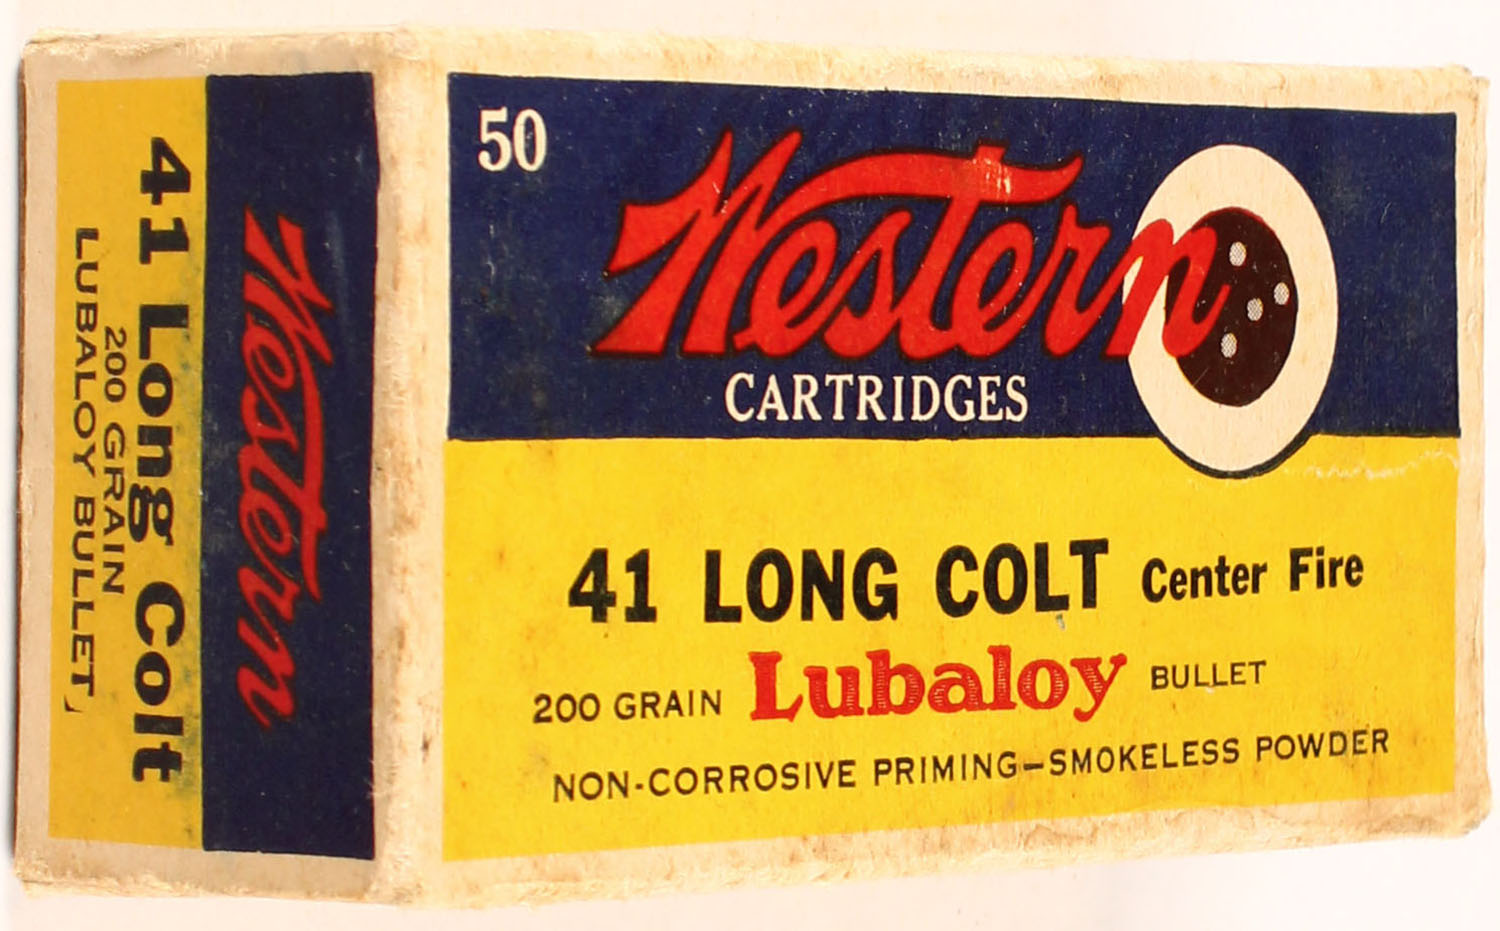 50
Western
CARTRIDGES
41 LONG COLT Center Fire
200 GRAIN Lubaloy BULLET
NON-CORROSIVE PRIMING—SMOKELESS POWDER
Western
41 Long Colt
200 GRAIN
LUBALOY BULLET